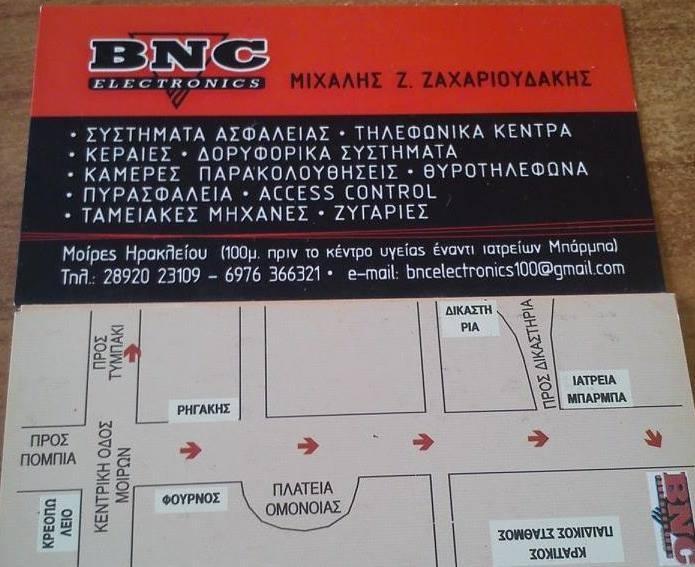 BNC
ELECTRONICS
ΜΙΧΑΛΗΣ Ζ. ΖΑΧΑΡΙΟΥΔΑΚΗΣ
• ΣΥΣΤΗΜΑΤΑ ΑΣΦΑΛΕΙΑΣ • ΤΗΛΕΦΩΝΙΚΑ ΚΕΝΤΡΑ
• ΚΕΡΑΙΕΣ • ΔΟΡΥΦΟΡΙΚΑ ΣΥΣΤΗΜΑΤΑ
• ΚΑΜΕΡΕΣ ΠΑΡΑΚΟΛΟΥΘΗΣΕΙΣ • ΘΥΡΟΤΗΛΕΦΩΝΑ
• ΠΥΡΑΣΦΑΛΕΙΑ • ACCESS CONTROL
• ΤΑΜΕΙΑΚΕΣ ΜΗΧΑΝΕΣ • ΖΥΓΑΡΙΕΣ
Μοίρες Ηρακλείου (100μ. πριν το κέντρο υγείας έναντι ιατρείων Μπάρμπα)
Τηλ.: 28920 23109 – 6976 366321 • e-mail: bncelectronics100@gmail.com
ΔΙΚΑΣΤΗ
ΡΙΑ
ΠΡΟΣ ΔΙΚΑΣΤΗΡΙΑ
ΠΡΟΣ
ΤΥΜΠΑΚΙ
ΡΗΓΑΚΗΣ
ΙΑΤΡΕΙΑ
ΜΠΑΡΜΠΑ
ΠΡΟΣ
ΠΟΜΠΙΑ
ΚΕΝΤΡΙΚΗ ΟΔΟΣ
ΜΟΙΡΩΝ
ΚΡΕΟΠΩ
ΛΕΙΟ
ΦΟΥΡΝΟΣ
ΠΛΑΤΕΙΑ
ΟΜΟΝΟΙΑΣ
ΚΡΑΤΙΚΟΣ
ΠΑΙΔΙΚΟΣ ΣΤΑΘΜΟΣ
BNC